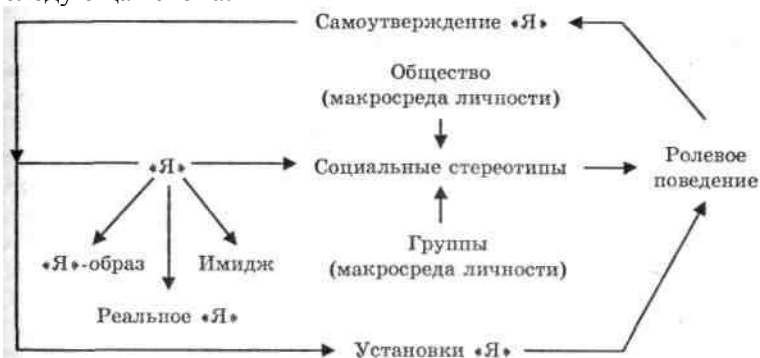 Самоутверждение «Я»
Общество
(макросреда личности)
«Я»
Социальные стереотипы
Ролевое
поведение
«Я»-образ
Имидж
Группы
(макросреда личности)
Реальное «Я»
Установки «Я»